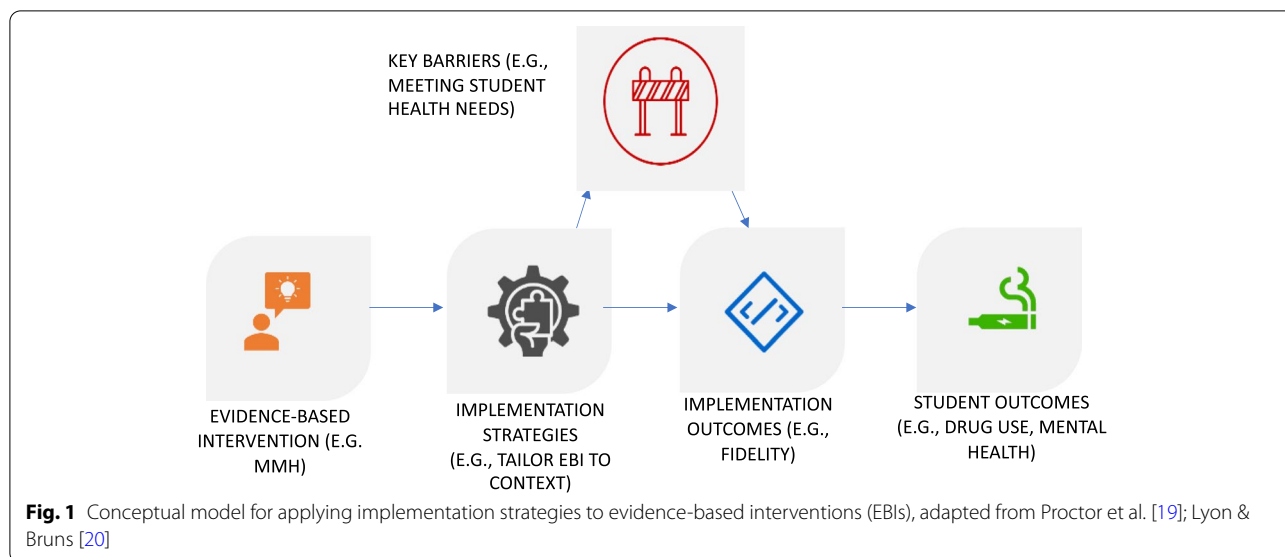 KEY BARRIERS (E.G.,
MEETING STUDENT
HEALTH NEEDS)
EVIDENCE-BASED
INTERVENTION (E.G.
MMH)
IMPLEMENTATION
STRATEGIES
(E.G., TAILOR EBI TO
CONTEXT)
IMPLEMENTATION
OUTCOMES (E.G.,
FIDELITY)
STUDENT OUTCOMES
(E.G., DRUG USE, MENTAL
HEALTH)
Fig. 1 Conceptual model for applying implementation strategies to evidence-based interventions (EBIs), adapted from Proctor et al. [19]; Lyon &
Bruns [20]